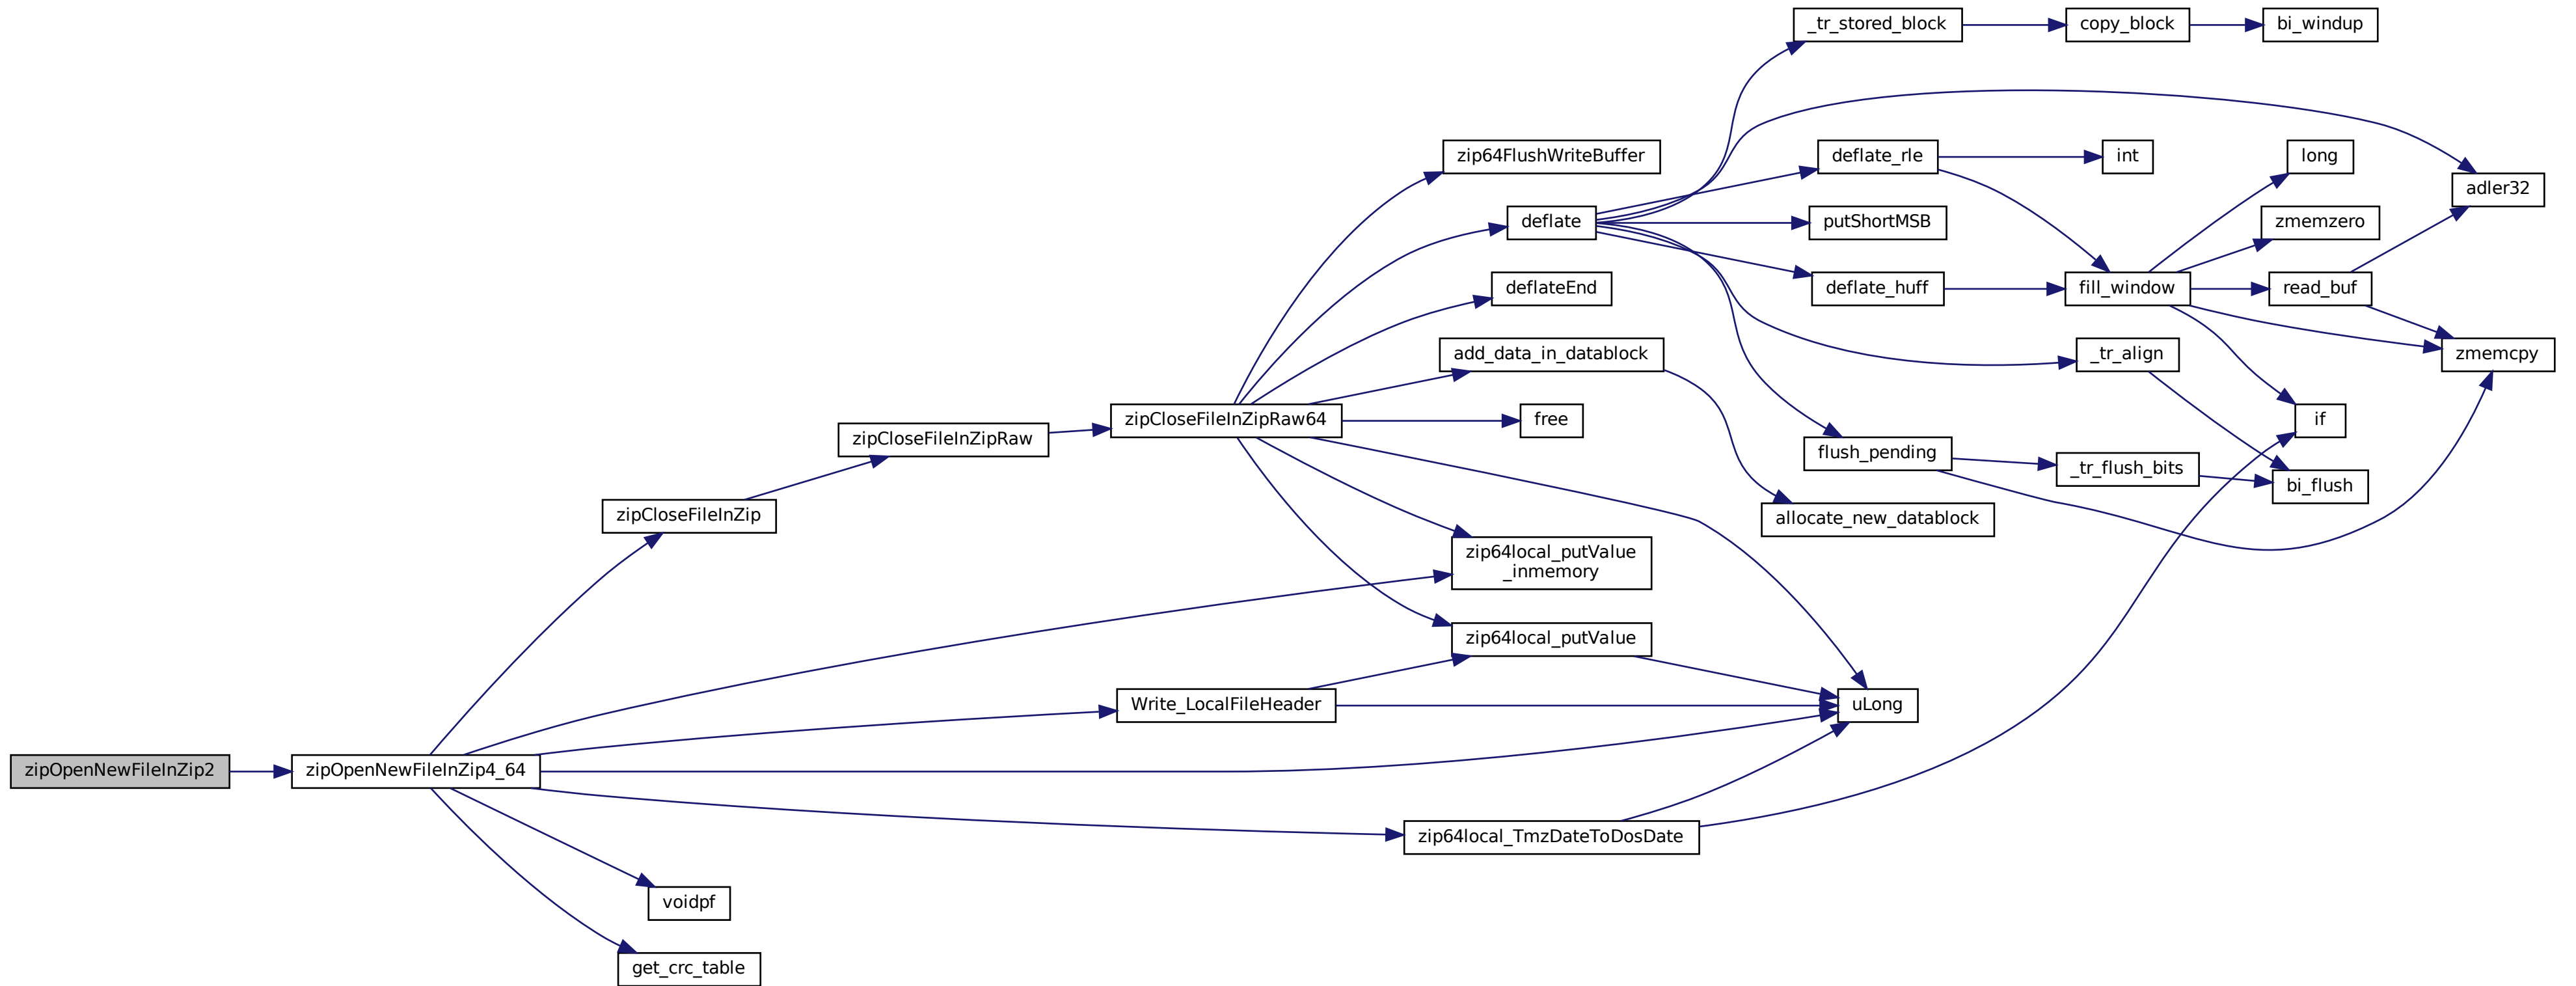 _tr_stored_block
copy_block
bi_windup
zip64FlushWriteBuffer
deflate_rle
int
long
adler32
deflate
putShortMSB
zmemzero
deflateEnd
deflate_huff
fill_window
read_buf
add_data_in_datablock
_tr_align
zmemcpy
zipCloseFileInZipRaw
zipCloseFileInZipRaw64
free
flush_pending
if
_tr_flush_bits
bi_flush
zipCloseFileInZip
allocate_new_datablock
zip64local_putValue
_inmemory
zip64local_putValue
Write_LocalFileHeader
uLong
zipOpenNewFileInZip2
zipOpenNewFileInZip4_64
zip64local_TmzDateToDosDate
voidpf
get_crc_table